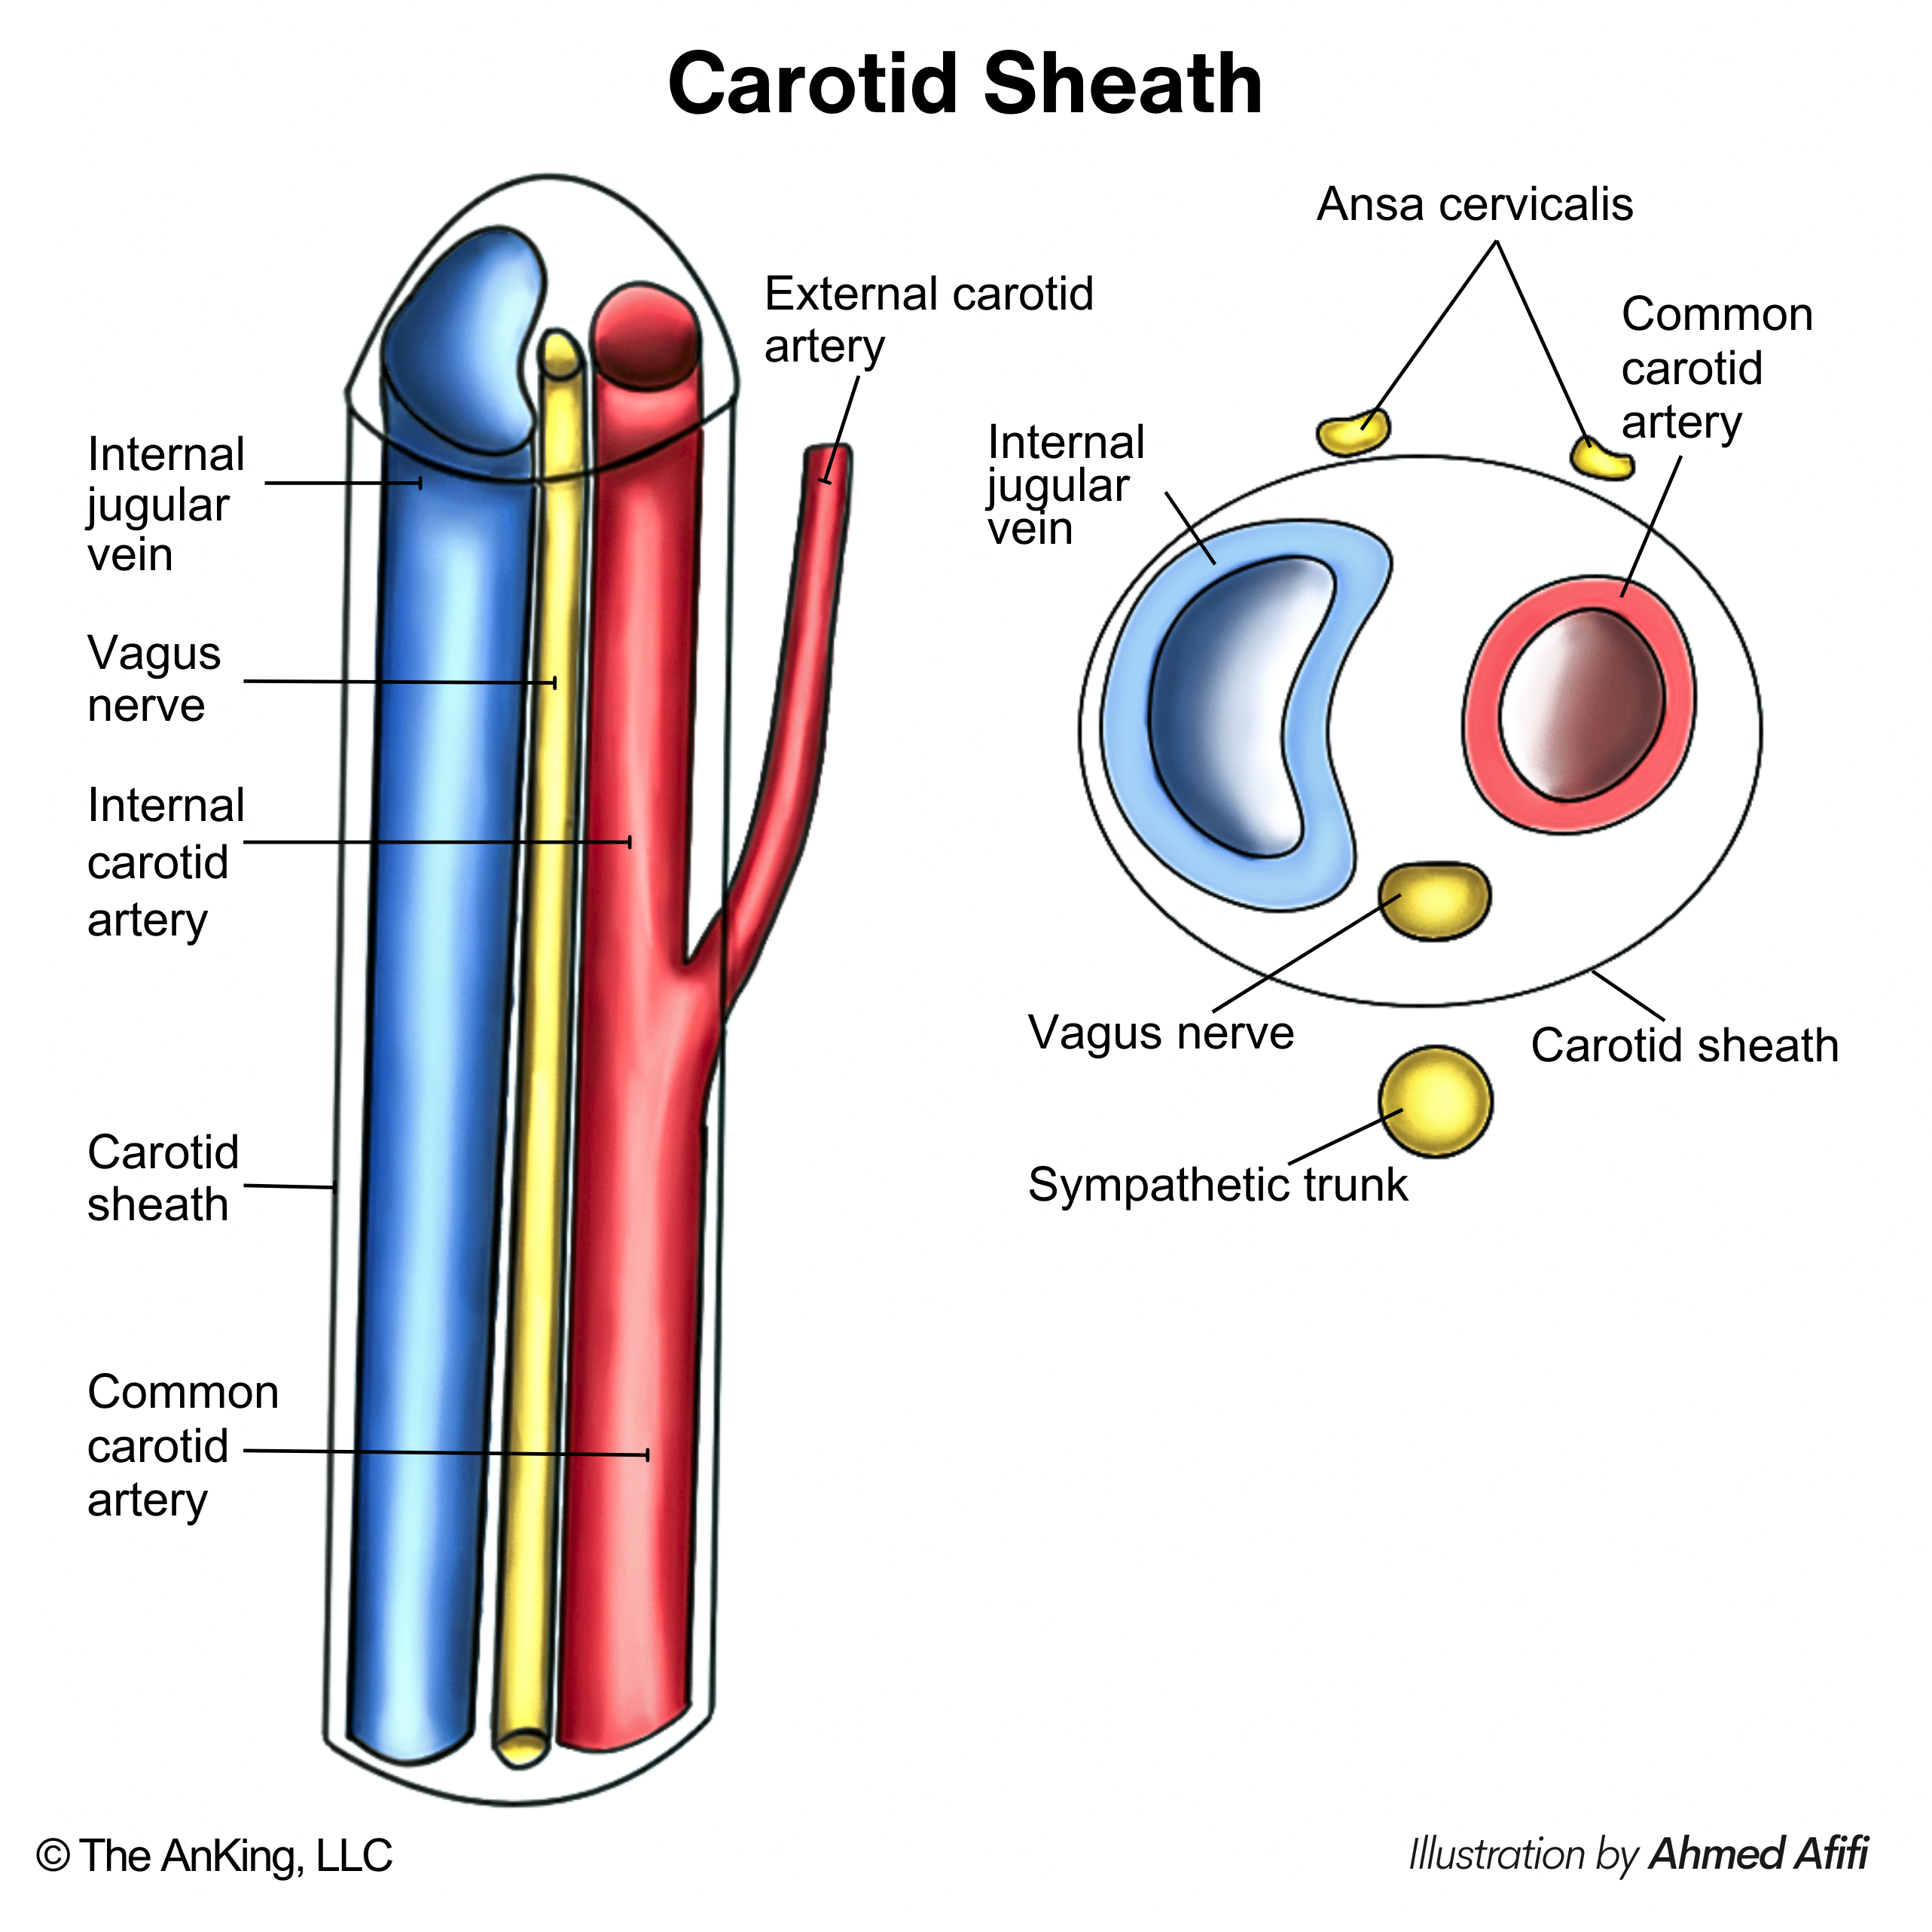 Carotid Sheath
Internal
jugular
vein
Vagus
nerve
Internal
carotid
artery
Carotid
sheath
Common
carotid
artery
External carotid
artery
Ansa cervicalis
Common
carotid
artery
Internal
jugular
vein
Vagus nerve
Carotid sheath
Sympathetic trunk
© The AnKing, LLC
Illustration by Ahmed Afifi